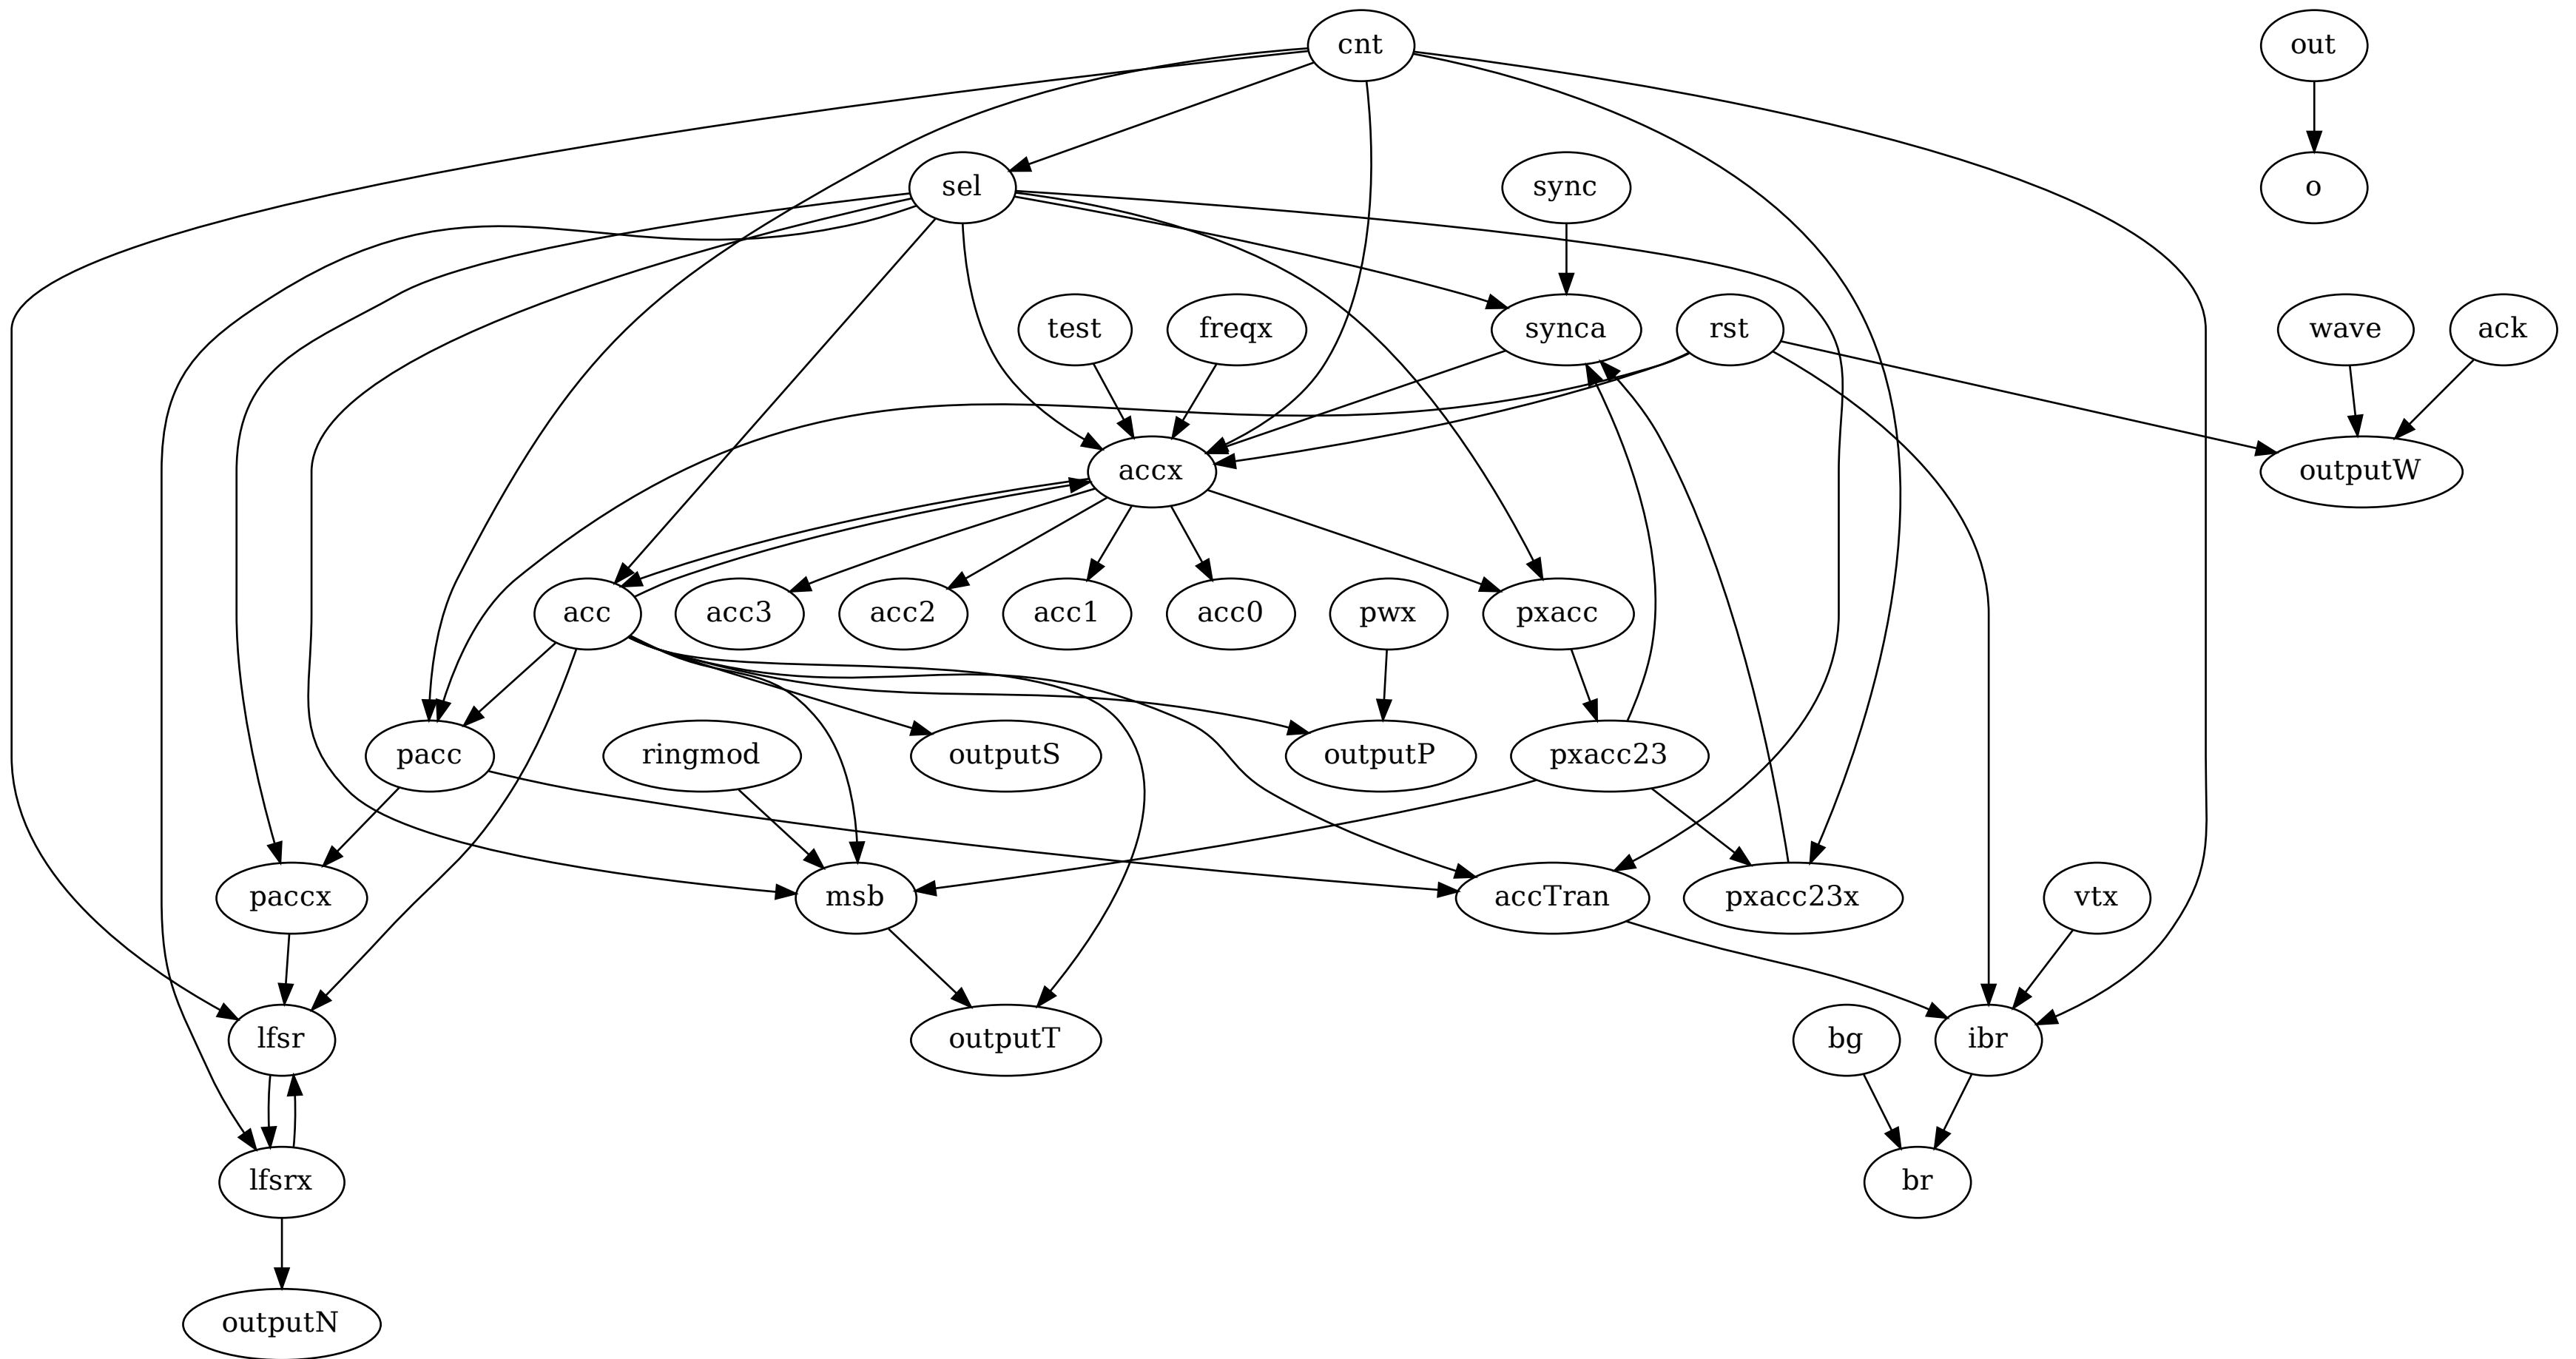 cnt
out
sel
sync
o
test
freqx
synca
rst
wave
ack
accx
outputW
acc
acc3
acc2
acc1
acc0
pwx
pxacc
pacc
ringmod
outputS
outputP
pxacc23
paccx
msb
accTran
pxacc23x
vtx
lfsr
outputT
bg
ibr
lfsrx
br
outputN